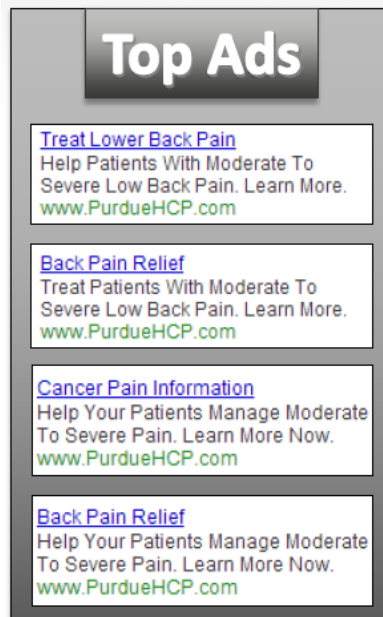 Top Ads
Treat Lower Back Pain
Help Patients With Moderate To
Severe Low Back Pain. Learn More.
www.PurdueHCP.com
Back Pain Relief
Treat Patients With Moderate To
Severe Low Back Pain. Learn More.
www.PurdueHCP.com
Cancer Pain Information
Help Your Patients Manage Moderate
To Severe Pain. Learn More Now.
www.PurdueHCP.com
Back Pain Relief
Help Your Patients Manage Moderate
To Severe Pain. Learn More Now.
www.PurdueHCP.com